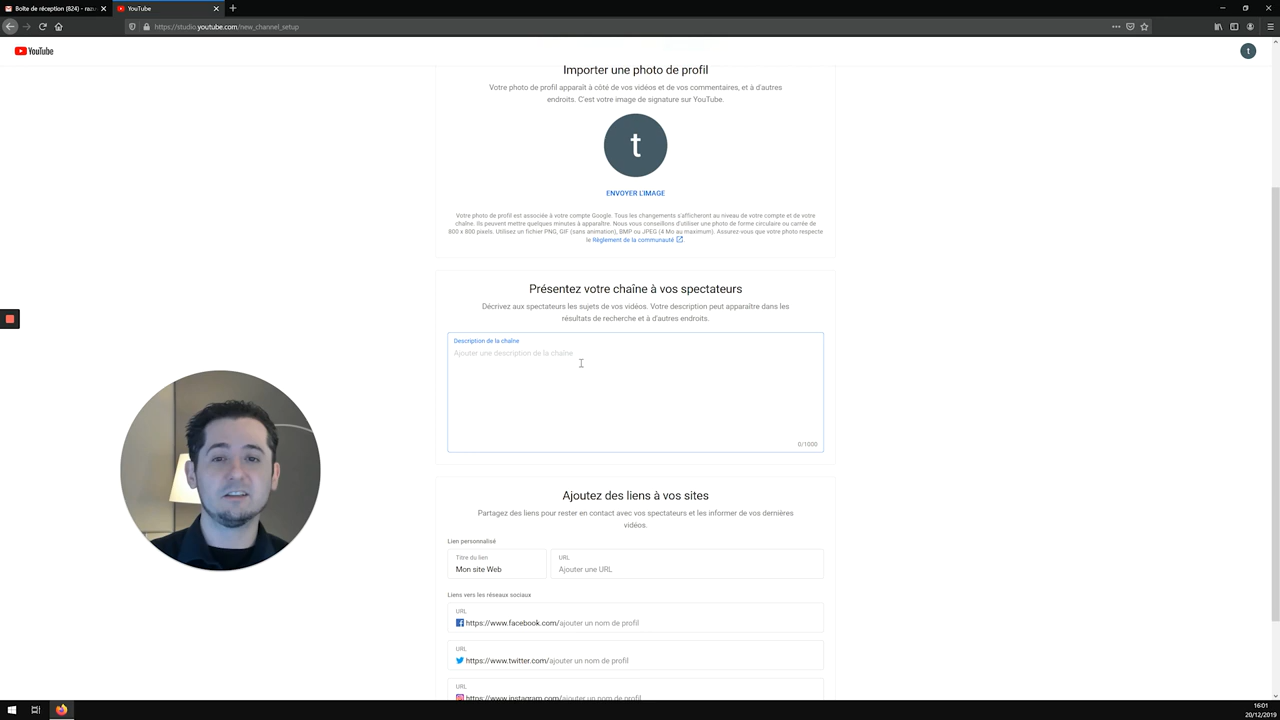 Boîte de réception (824) - razu
YouTube
https://studio.youtube.com/new_channel_setup
YouTube
t
Importer une photo de profil
Votre photo de profil apparaît à côté de vos vidéos et de vos commentaires, et à d'autres
endroits. C'est votre image de signature sur YouTube.
t
ENVOYER L'IMAGE
Votre photo de profil est associée à votre compte Google. Tous les changements s'afficheront au niveau de votre compte et de votre
chaîne. Ils peuvent mettre quelques minutes à apparaître. Nous vous conseillons d'utiliser une photo de forme circulaire ou carrée de
800 x 800 pixels. Utilisez un fichier PNG, GIF (sans animation), BMP ou JPEG (4 Mo au maximum). Assurez vous que votre photo respecte
le Règlement de la communauté
Présentez votre chaîne à vos spectateurs
Décrivez aux spectateurs les sujets de vos vidéos. Votre description peut apparaître dans les
résultats de recherche et à d'autres endroits.
Description de la chaîne
Ajouter une description de la chaîne
0/1000
Ajoutez des liens à vos sites
Partagez des liens pour rester en contact avec vos spectateurs et les informer de vos dernières
vidéos.
Lien personnalisé
Titre du lien
Mon site Web
URL
Ajouter une URL
Liens vers les réseaux sociaux
URL
https://www.facebook.com/ajouter un nom de profil
URL
https://www.twitter.com/ajouter un nom de profil
URL
https://www.instagram.com/ajouter un nom de profil
16:01
20/12/2019